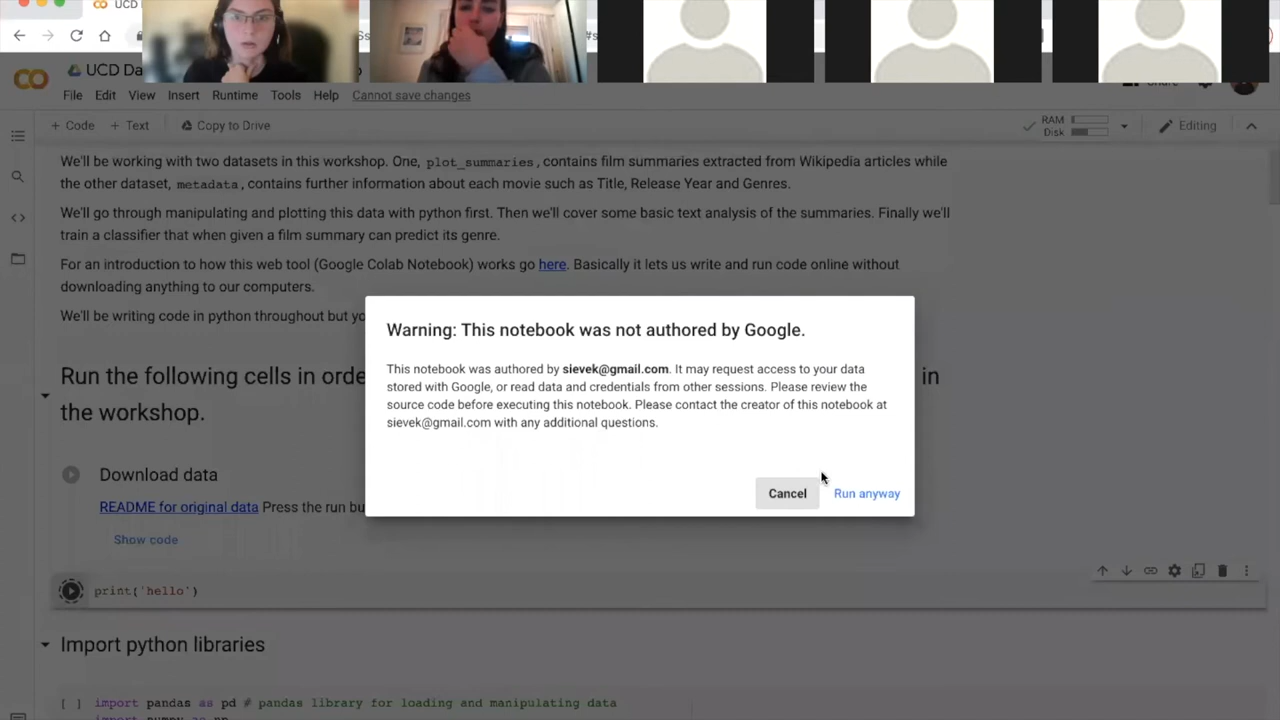 UCD
UCD Da
File Edit View Insert Runtime Tools Help Cannot save changes
+ Code + Text Copy to Drive
RAM
Disk
Editing
We'll be working with two datasets in this workshop. One, plot_summaries, contains film summaries extracted from Wikipedia articles while
the other dataset, metadata, contains further information about each movie such as Title, Release Year and Genres.
We'll go through manipulating and plotting this data with python first. Then we'll cover some basic text analysis of the summaries. Finally we'll
train a classifier that when given a film summary can predict its genre.
For an introduction to how this web tool (Google Colab Notebook) works go here. Basically it lets us write and run code online without
downloading anything to our computers.
We'll be writing code in python throughout but yo
Run the following cells in orde in
the workshop.
Warning: This notebook was not authored by Google.
This notebook was authored by sievek@gmail.com. It may request access to your data
stored with Google, or read data and credentials from other sessions. Please review the
source code before executing this notebook. Please contact the creator of this notebook at
sievek@gmail.com with any additional questions.
Cancel Run anyway
Download data
README for original data Press the run bu
Show code
print('hello')
Import python libraries
[ ] import pandas as pd # pandas library for loading and manipulating data
import numpy as np